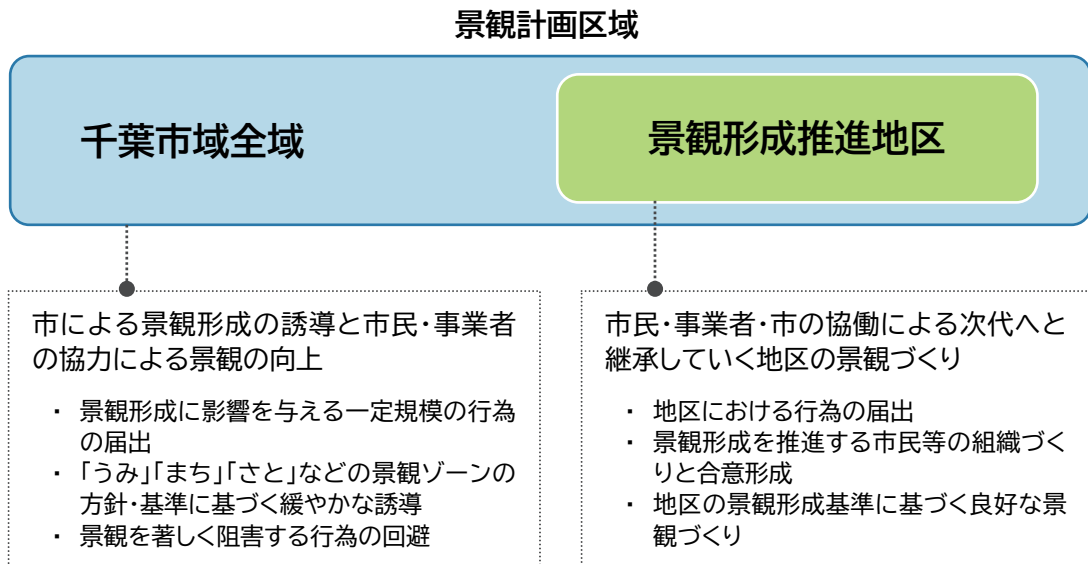 景観計画区域
千葉市域全域
景観形成推進地区
市による景観形成の誘導と市民・事業者
の協力による景観の向上
・ 景観形成に影響を与える一定規模の行為
の届出
・ 「うみ」「まち」「さと」などの景観ゾーンの
方針・基準に基づく緩やかな誘導
・ 景観を著しく阻害する行為の回避
市民・事業者・市の協働による次代へと
継承していく地区の景観づくり
・ 地区における行為の届出
・ 景観形成を推進する市民等の組織づく
りと合意形成
・ 地区の景観形成基準に基づく良好な景
観づくり